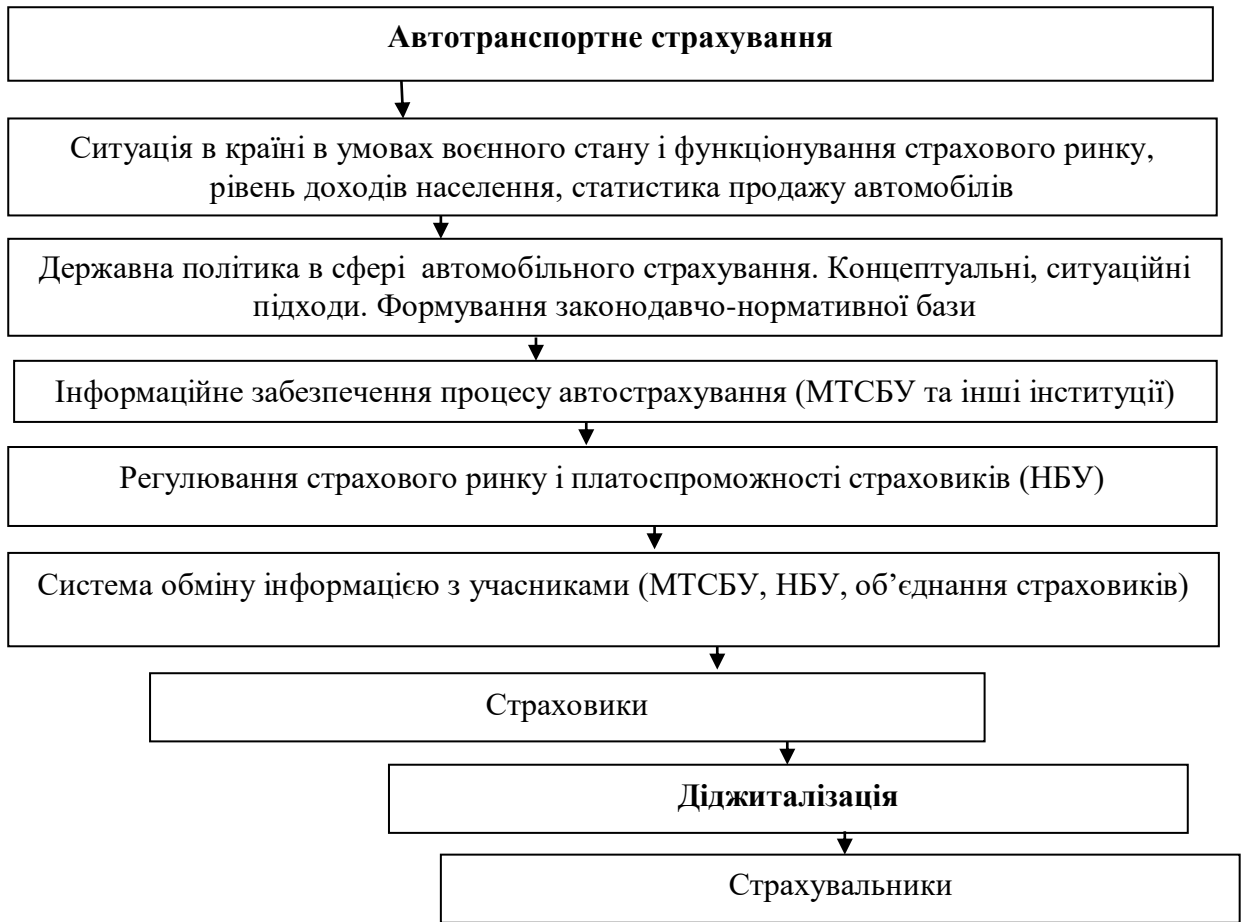 Автотранспортне страхування
Ситуація в країні в умовах воєнного стану і функціонування страхового ринку,
рівень доходів населення, статистика продажу автомобілів
Державна політика в сфері автомобільного страхування. Концептуальні, ситуаційні
підходи. Формування законодавчо-нормативної бази
Інформаційне забезпечення процесу автострахування (МТСБУ та інші інституції)
Регулювання страхового ринку і платоспроможності страховиків (НБУ)
Система обміну інформацією з учасниками (МТСБУ, НБУ, об’єднання страховиків)
Страховики
Діджиталізація
Страхувальники